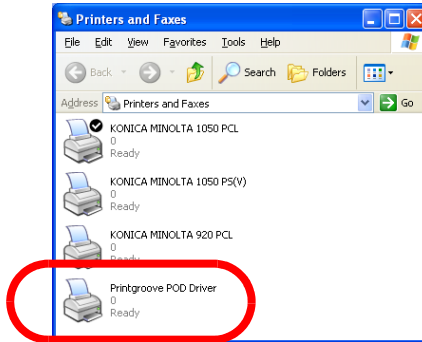 Printers and Faxes
File Edit View Favorites Tools Help
Back Search Folders
Address Printers and Faxes Go
KONICA MINOLTA 1050 PCL
0
Ready
KONICA MINOLTA 1050 PS(V)
0
Ready
KONICA MINOLTA 920 PCL
0
Ready
Printgroove POD Driver
0
Ready